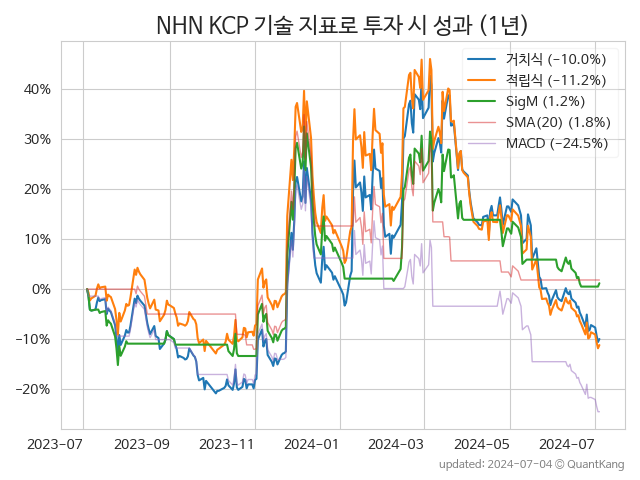 NHN KCP 기술 지표로 투자 시 성과 (1년)
거치식 (−10.0%)
적립식 (−11.2%)
SigM (1.2%)
SMA(20) (1.8%)
MACD (−24.5%)
40%
30%
20%
10%
0%
−10%
−20%
2023-07 2023-09 2023-11 2024-01 2024-03 2024-05 2024-07
updated: 2024-07-04 © QuantKang